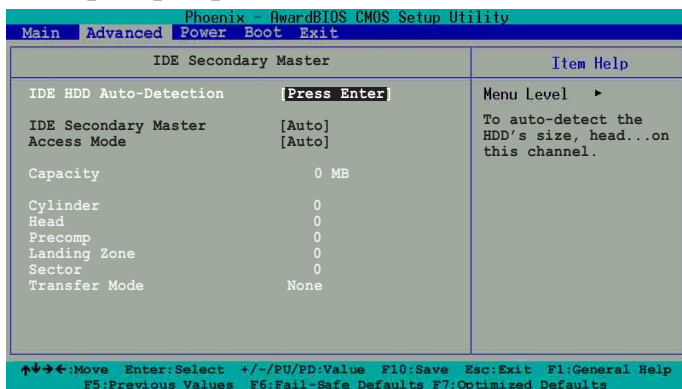 Phoenix - AwardBIOS CMOS Setup Utility
Main Advanced Power Boot Exit
IDE Secondary Master
Item Help
IDE HDD Auto-Detection [Press Enter]
IDE Secondary Master [Auto]
Access Mode [Auto]
Capacity 0 MB
Cylinder 0
Head 0
Precomp 0
Landing Zone 0
Sector 0
Transfer Mode None
Menu Level ►
To auto-detect the
HDD's size, head...on
this channel.
↑↓→←:Move Enter:Select +/-/PU/PD:Value F10:Save Esc:Exit F1:General Help
F5:Previous Values F6:Fail-Safe Defaults F7:Optimized Defaults